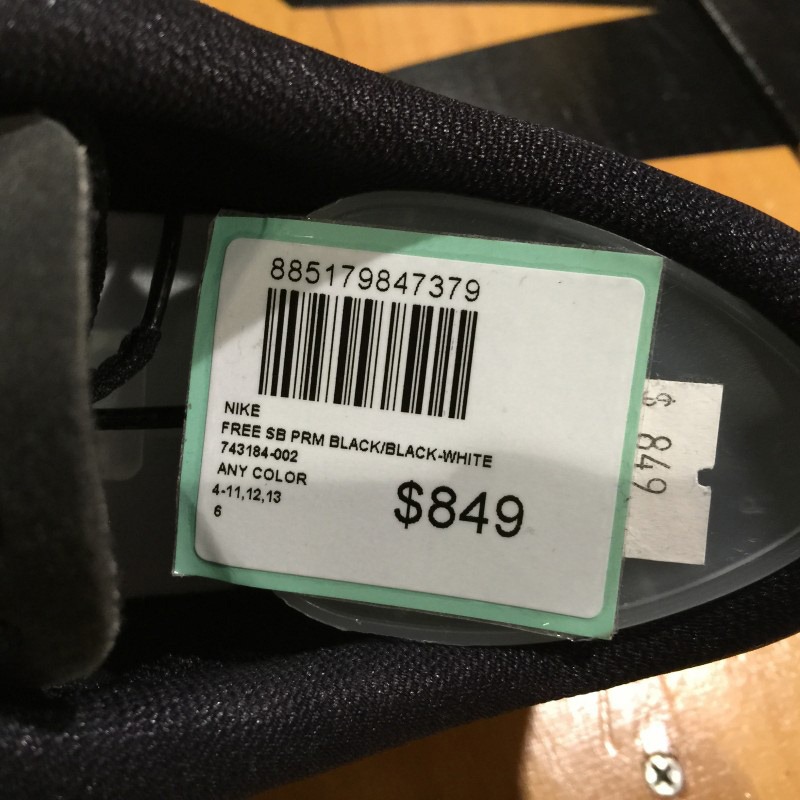 885179847379
NIKE
FREE SB PRM BLACK/BLACK-WHITE
743184-002
ANY COLOR
4-11,12,13
6
$849
$ 849